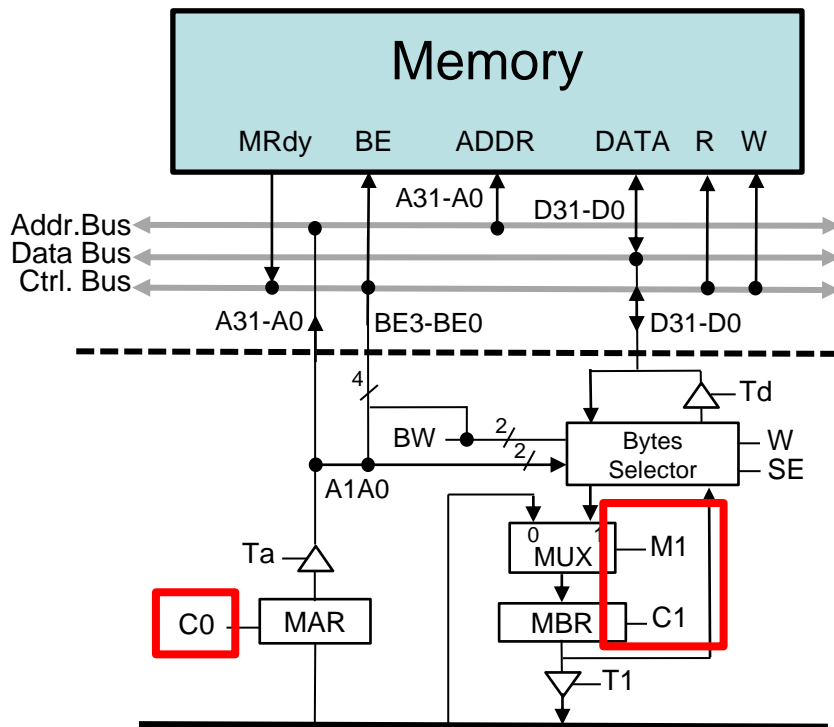 Memory
MRdy BE ADDR DATA R W
A31-A0 D31-D0
Addr.Bus
Data Bus
Ctrl. Bus
A31-A0 BE3-BE0 D31-D0
4
Td
BW 2 Bytes Selector W
2 SE
A1A0
0 1
MUX M1
Ta
C0 MAR MBR C1
T1